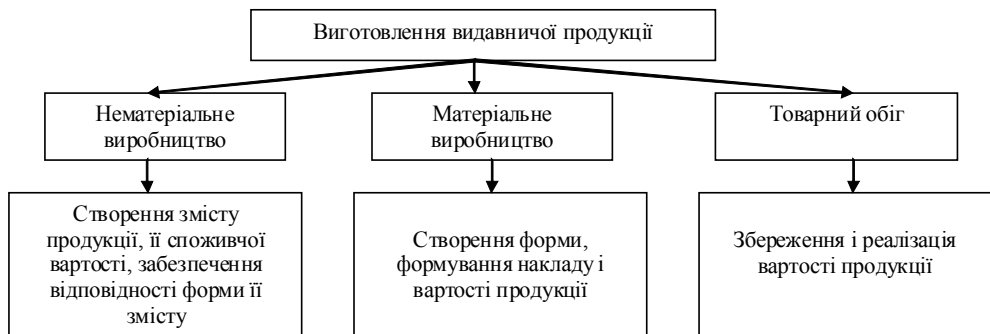 Виготовлення видавничої продукції
Нематеріальне
виробництво
Матеріальне
виробництво
Товарний обіг
Створення змісту
продукції, її споживчої
вартості, забезпечення
відповідності форми її
змісту
Створення форми,
формування накладу і
вартості продукції
Збереження і реалізація
вартості продукції